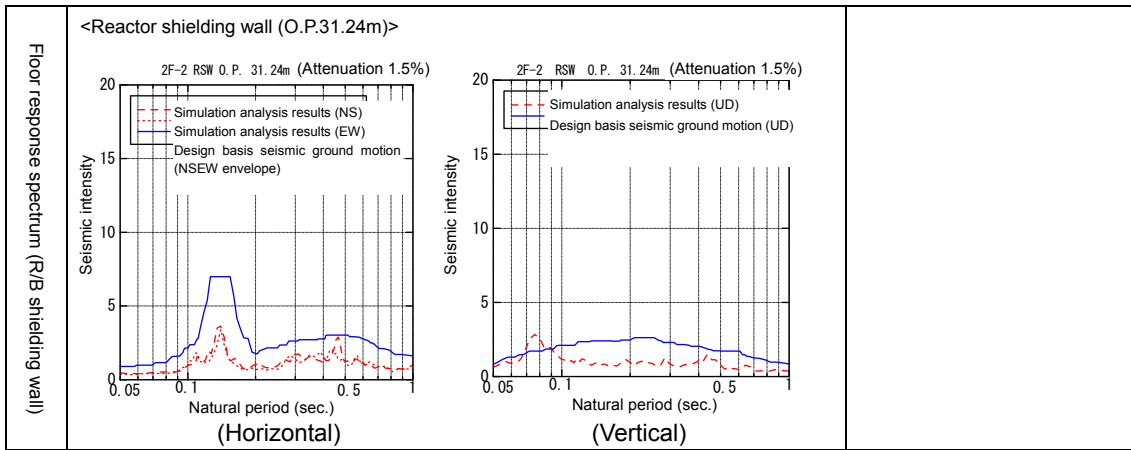 Floor response spectrum (R/B shielding wall)
<Reactor shielding wall (O.P.31.24m)>
2F-2 RSW O.P. 31.24m (Attenuation 1.5%)
20
15
10
5
0
Seismic intensity
Simulation analysis results (NS)
Simulation analysis results (EW)
Design basis seismic ground motion
(NSEW envelope)
0.05 0.1 0.5 1
Natural period (sec.)
(Horizontal)
2F-2 RSW O.P. 31.24m (Attenuation 1.5%)
20
15
10
5
0
Seismic intensity
Simulation analysis results (UD)
Design basis seismic ground motion (UD)
0.05 0.1 0.5 1
Natural period (sec.)
(Vertical)